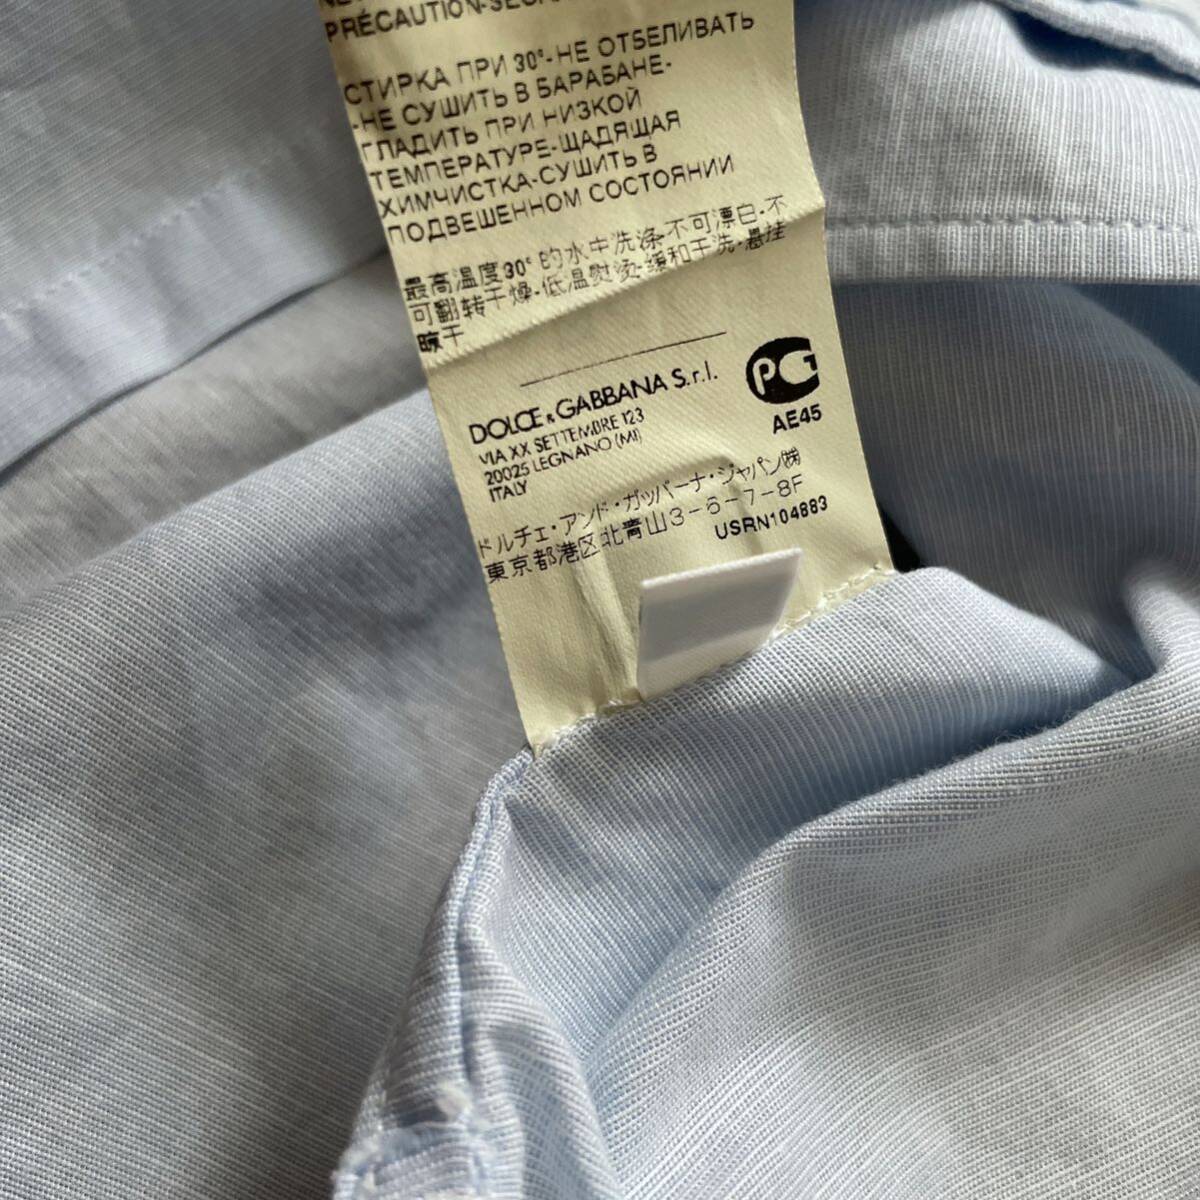 PRÉCAUTION-
СТИРКА ПРИ 30°-НЕ ОТБЕЛИВАТЬ
-НЕ СУШИТЬ В БАРАБАНЕ-
ГЛАДИТЬ ПРИ НИЗКОЙ
ТЕМПЕРАТУРЕ-ЩАДЯЩАЯ
ХИМЧИСТКА-СУШИТЬ В
ПОДВЕШЕННОМ СОСТОЯНИИ
最高温度30°的水中洗涤-不可漂白-不
可翻转干燥-低温熨烫-缓和干洗-悬挂
晾干
DOLCE & GABBANA S.r.l.
VIA XX SETTEMBRE 123
20025 LEGNANO (MI)
ITALY
PG
AE45
ドルチェ・アンド・ガッバーナ・ジャパン㈱
東京都港区北青山3-6-7-8F
USRN104883